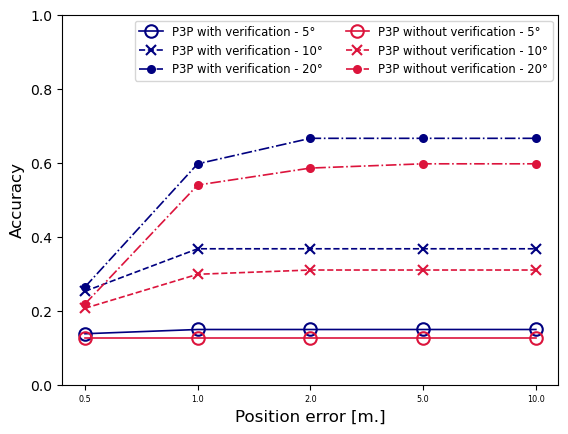 1.0
P3P with verification - 5° P3P without verification - 5°
P3P with verification - 10° P3P without verification - 10°
P3P with verification - 20° P3P without verification - 20°
0.8
0.6
Accuracy
0.4
0.2
0.0
0.5 1.0 2.0 5.0 10.0
Position error [m.]